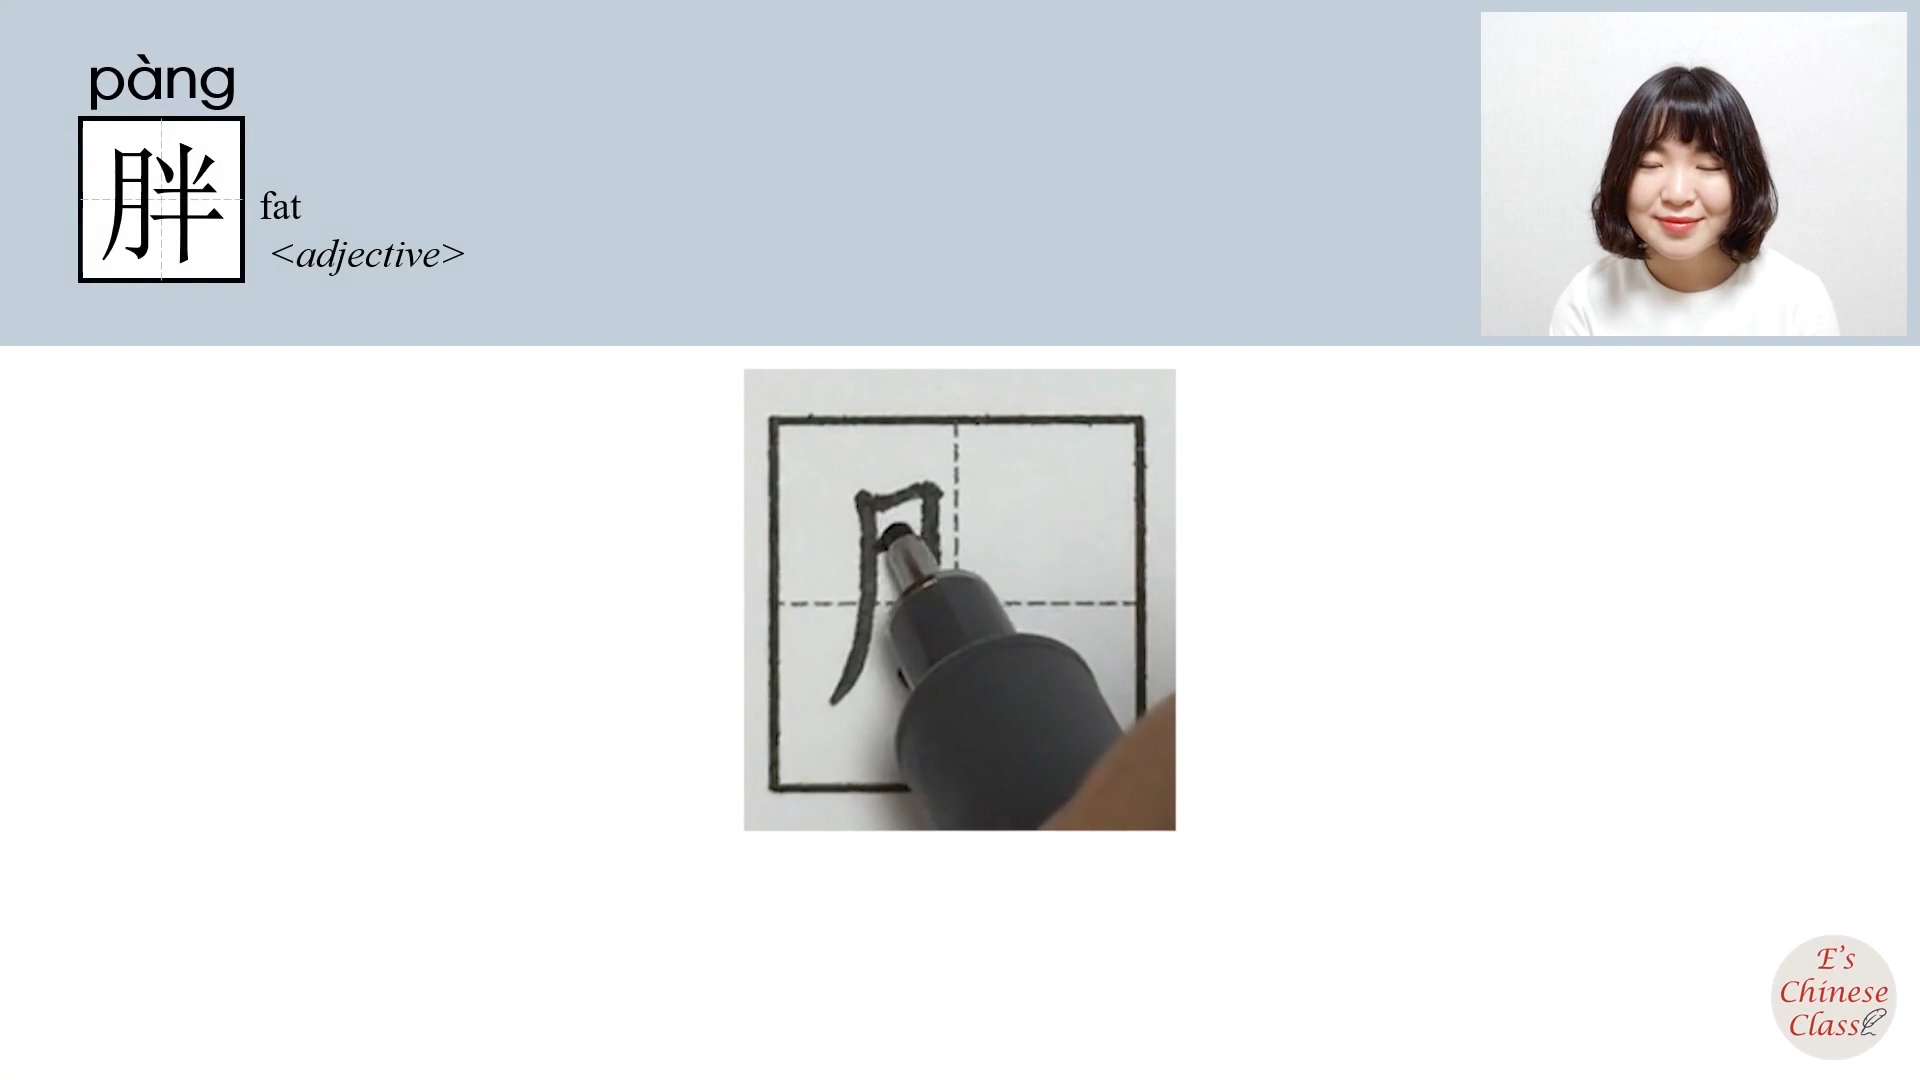 pàng
胖
fat
<adjective>
E's
Chinese
Class